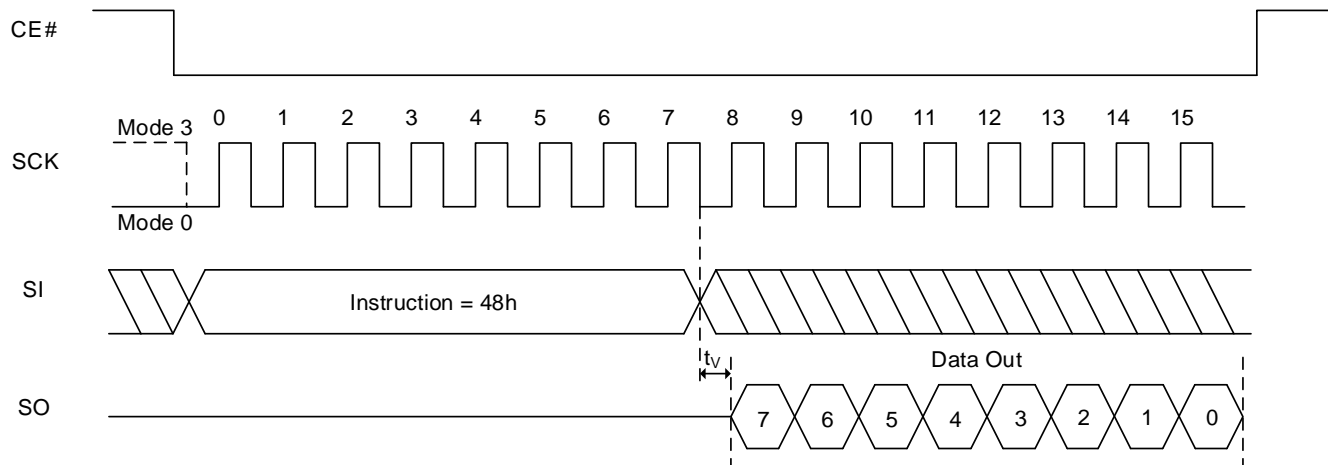 CE#
Mode 3
0 1 2 3 4 5 6 7 8 9 10 11 12 13 14 15
SCK
Mode 0
SI
Instruction = 48h
tV
Data Out
SO
7 6 5 4 3 2 1 0